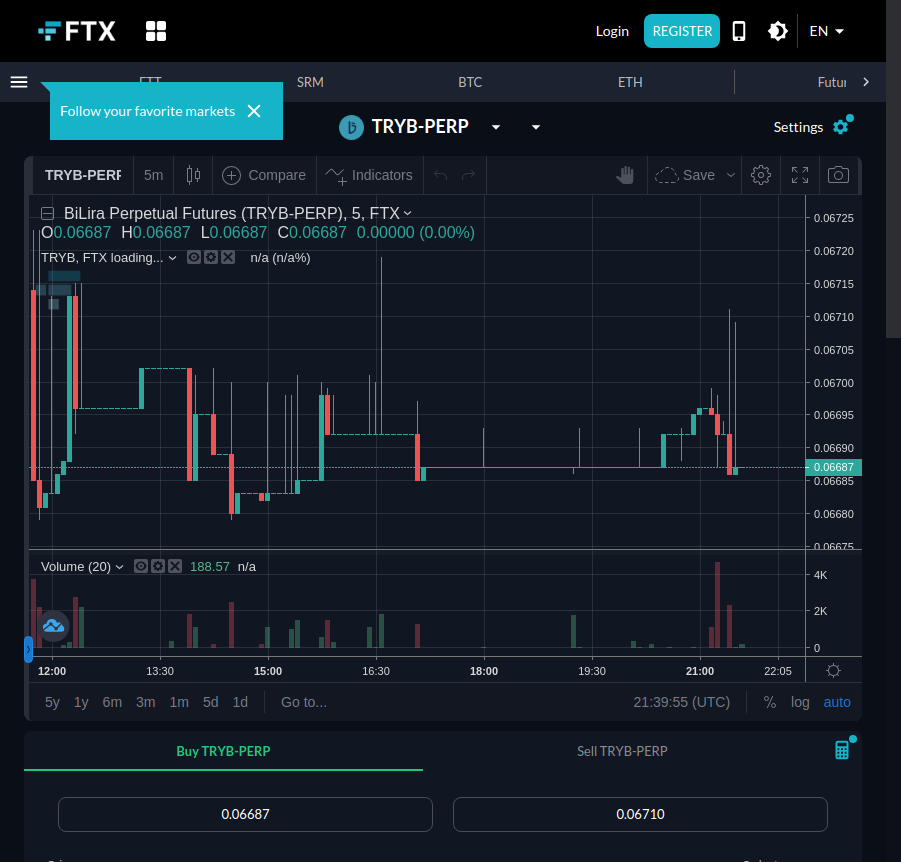 FTX
Login
REGISTER
EN
FTT
SRM
BTC
ETH
Futur
Follow your favorite markets
TRYB-PERP
Settings
TRYB-PERP
5m
Compare
Indicators
Save
BiLira Perpetual Futures (TRYB-PERP), 5, FTX
O0.06687 H0.06687 L0.06687 C0.06687 0.00000 (0.00%)
TRYB, FTX loading... n/a (n/a%)
0.06725
0.06720
0.06715
0.06710
0.06705
0.06700
0.06695
0.06690
0.06687
0.06685
0.06680
0.06675
Volume (20) 188.57 n/a
4K
2K
0
12:00 13:30 15:00 16:30 18:00 19:30 21:00 22:05
5y 1y 6m 3m 1m 5d 1d Go to... 21:39:55 (UTC) % log auto
Buy TRYB-PERP
Sell TRYB-PERP
0.06687
0.06710